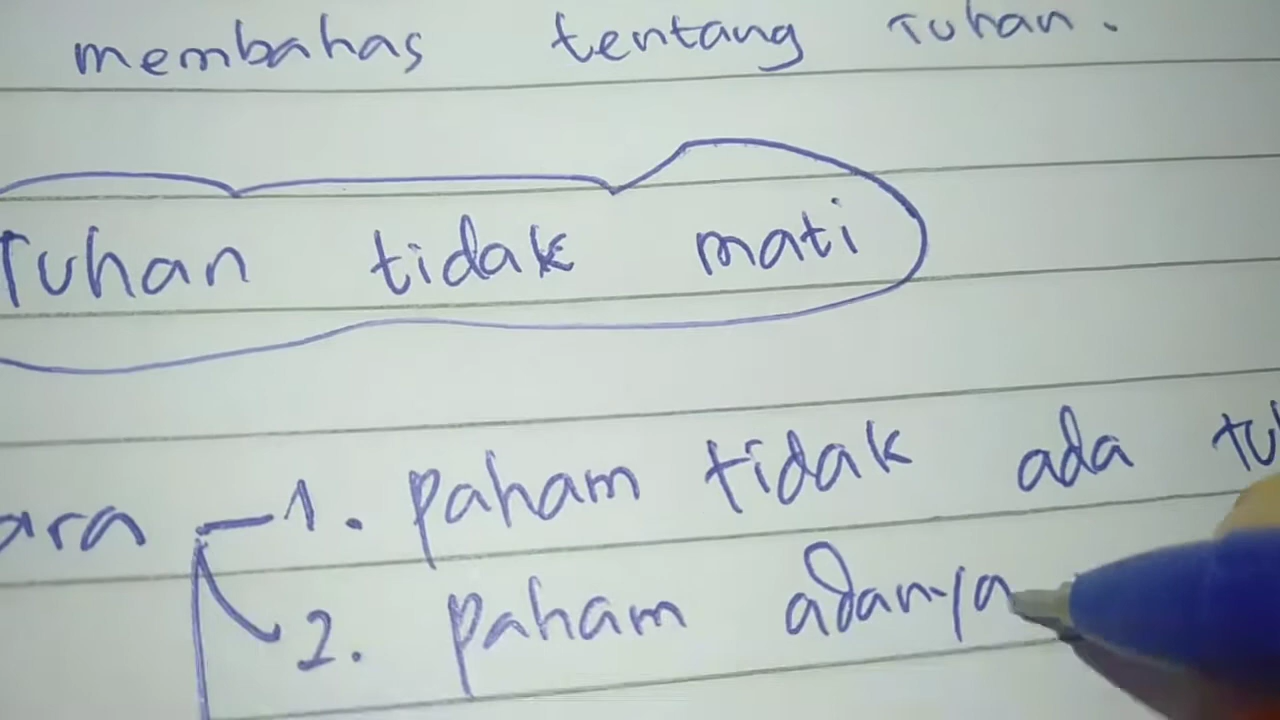 membahas tentang Tuhan.
Tuhan tidak mati
1. paham tidak ada
2. paham adanya